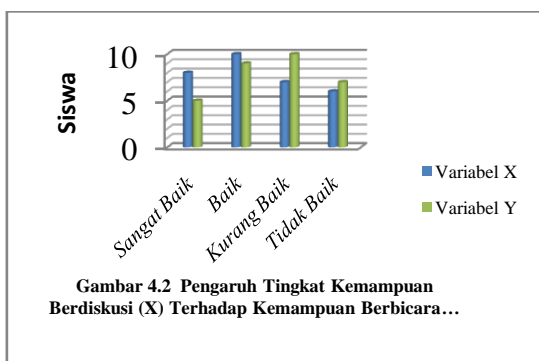 10
5
0
Siswa
Sangat Baik
Baik
Kurang Baik
Tidak Baik
Variabel X
Variabel Y
Gambar 4.2 Pengaruh Tingkat Kemampuan
Berdiskusi (X) Terhadap Kemampuan Berbicara…